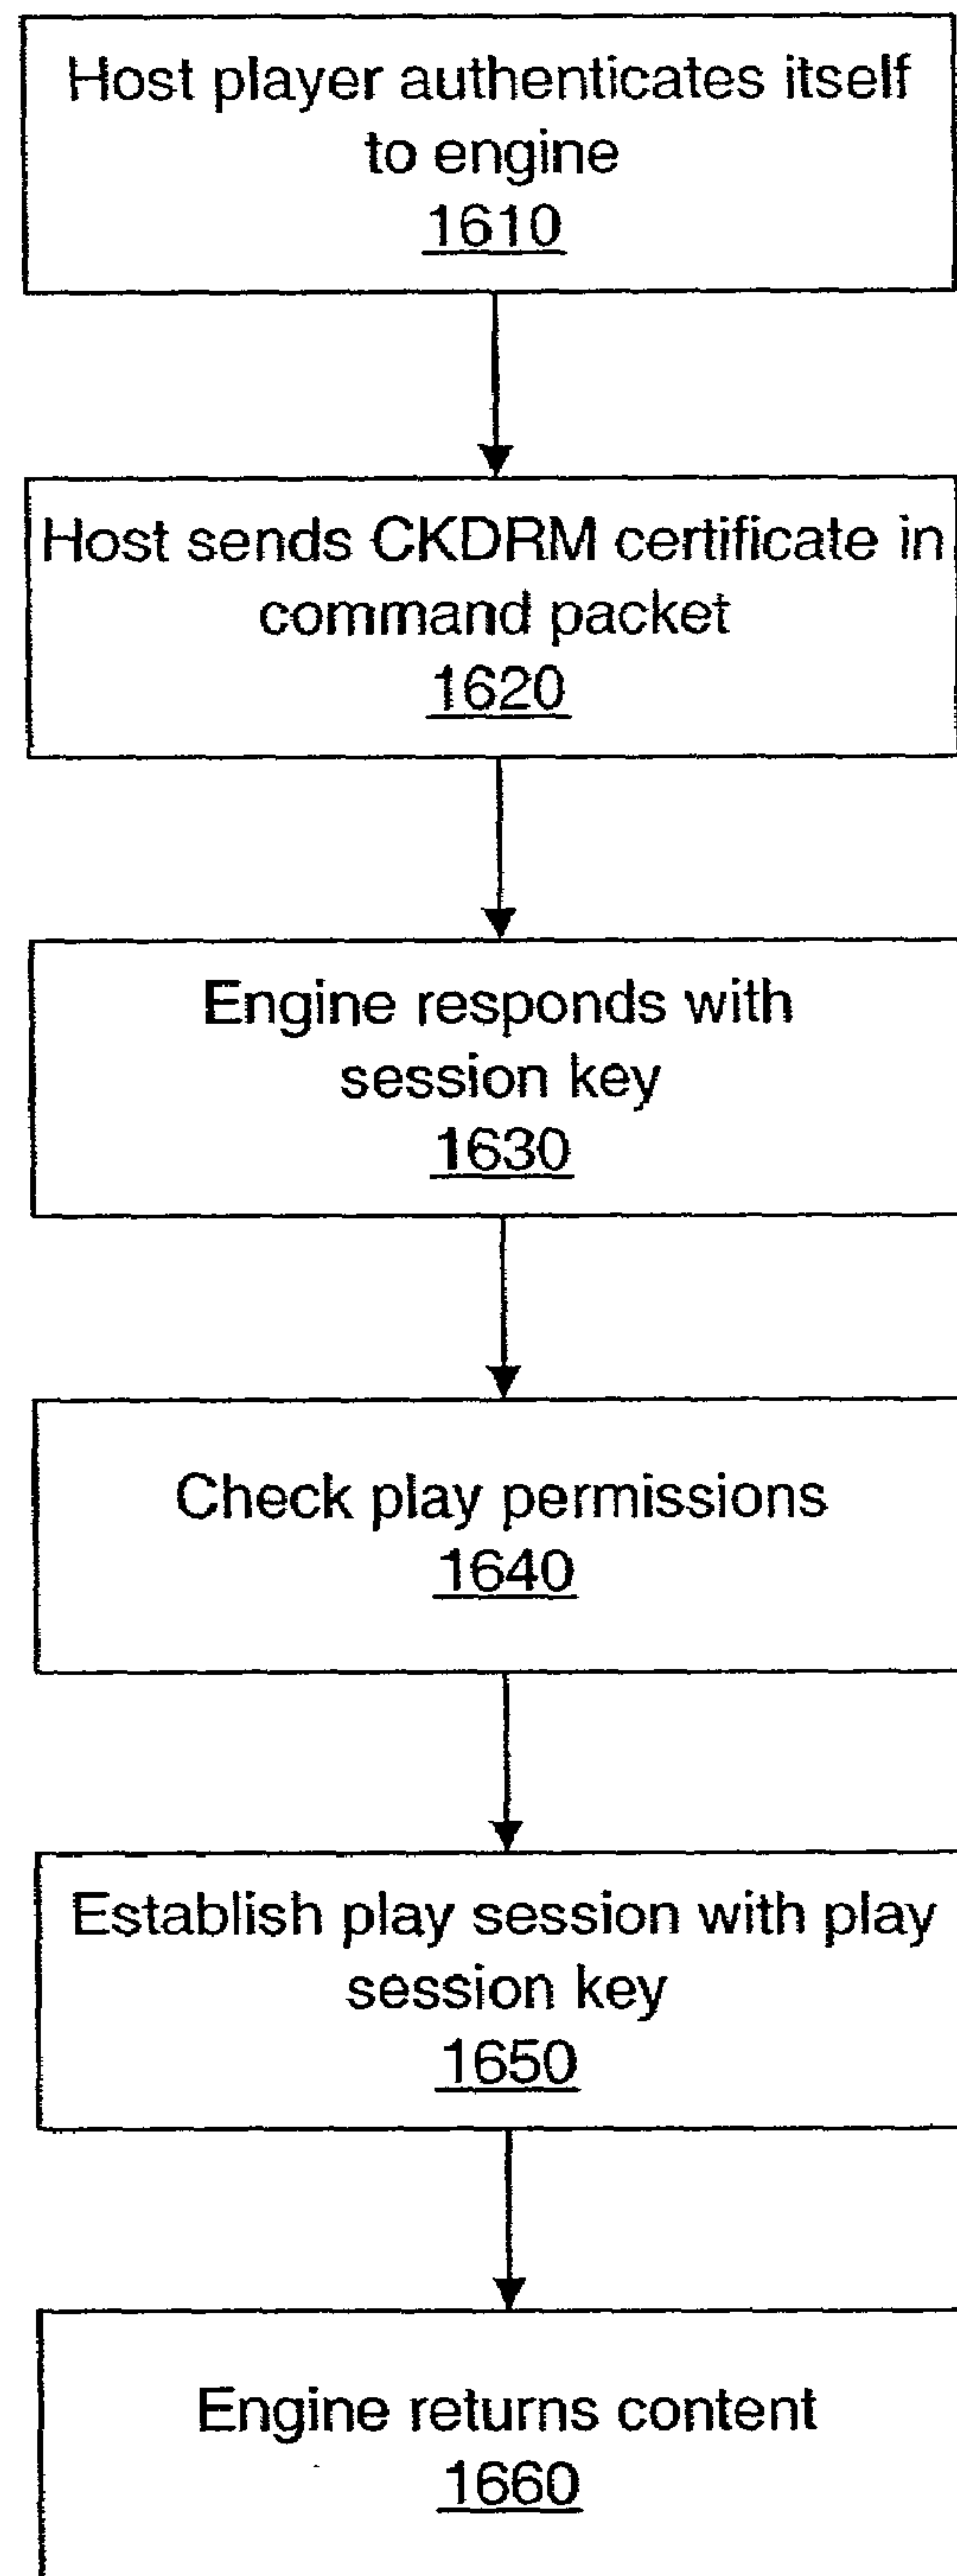 Host player authenticates itself
to engine
1610
Host sends CKDRM certificate in
command packet
1620
Engine responds with
session key
1630
Check play permissions
1640
Establish play session with play
session key
1650
Engine returns content
1660